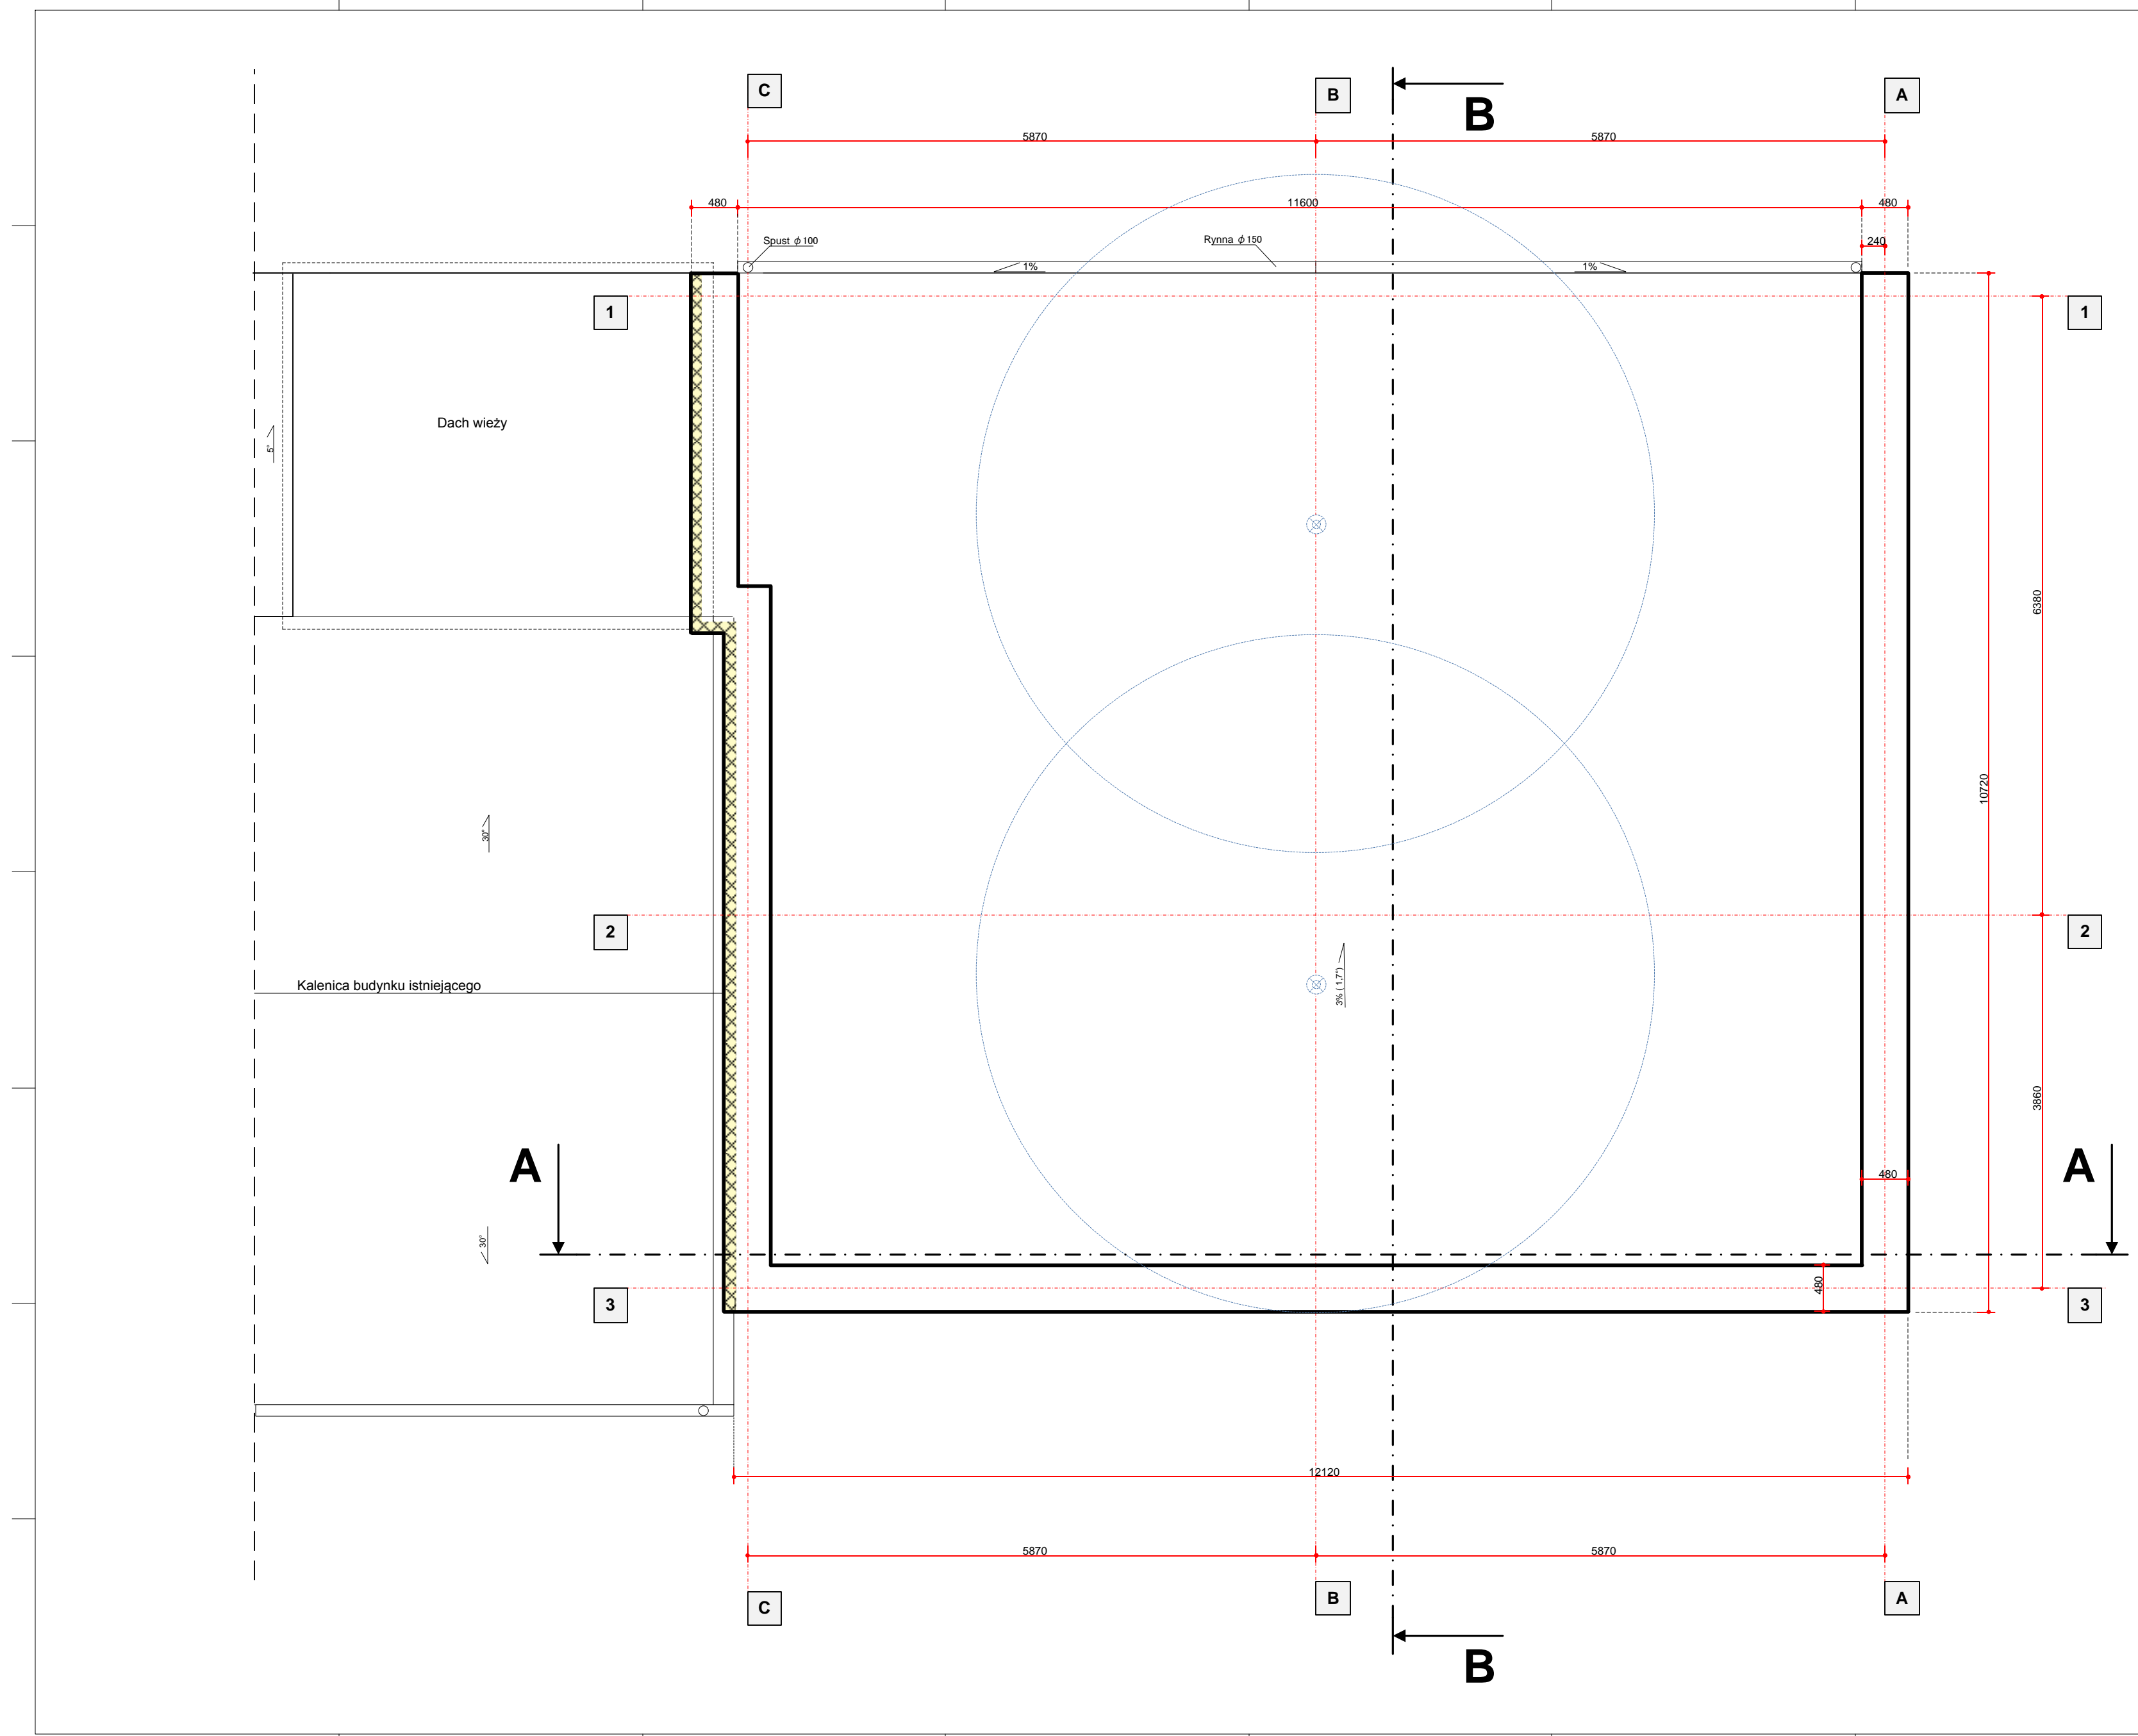 C
B
A
B
5870
5870
480
11600
480
Spust ϕ 100
Rynna ϕ 150
240
1%
1%
1
1
Dach wieży
5°
6380
10720
30°
2
2
3% ( 1,7°)
Kalenica budynku istniejącego
3860
A
A
480
30°
480
3
3
12120
5870
5870
C
B
A
B